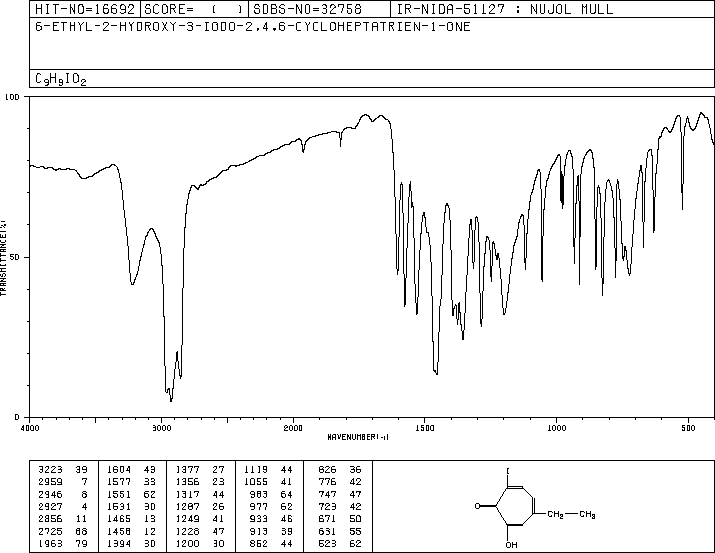 HIT-NO=16692 SCORE= ( ) SDBS-NO=32758 IR-NIDA-51127 : NUJOL MULL
6-ETHYL-2-HYDROXY-3-IODO-2,4,6-CYCLOHEPTATRIEN-1-ONE
C9H9IO2
100
50
0
TRANSMITTANCE(%)
4000 3000 2000 1500 1000 500
WAVENUMBER(-1)
3223 39 1604 43 1377 27 1119 44 826 36
2959 7 1577 33 1356 23 1055 41 776 42
2946 8 1551 62 1317 44 983 64 747 47
2927 4 1531 30 1287 26 977 62 723 42
2856 11 1465 13 1249 41 933 46 671 50
2725 68 1458 12 1228 47 913 39 631 55
1963 79 1394 30 1200 30 852 44 523 62
I
O
CH2 CH3
OH